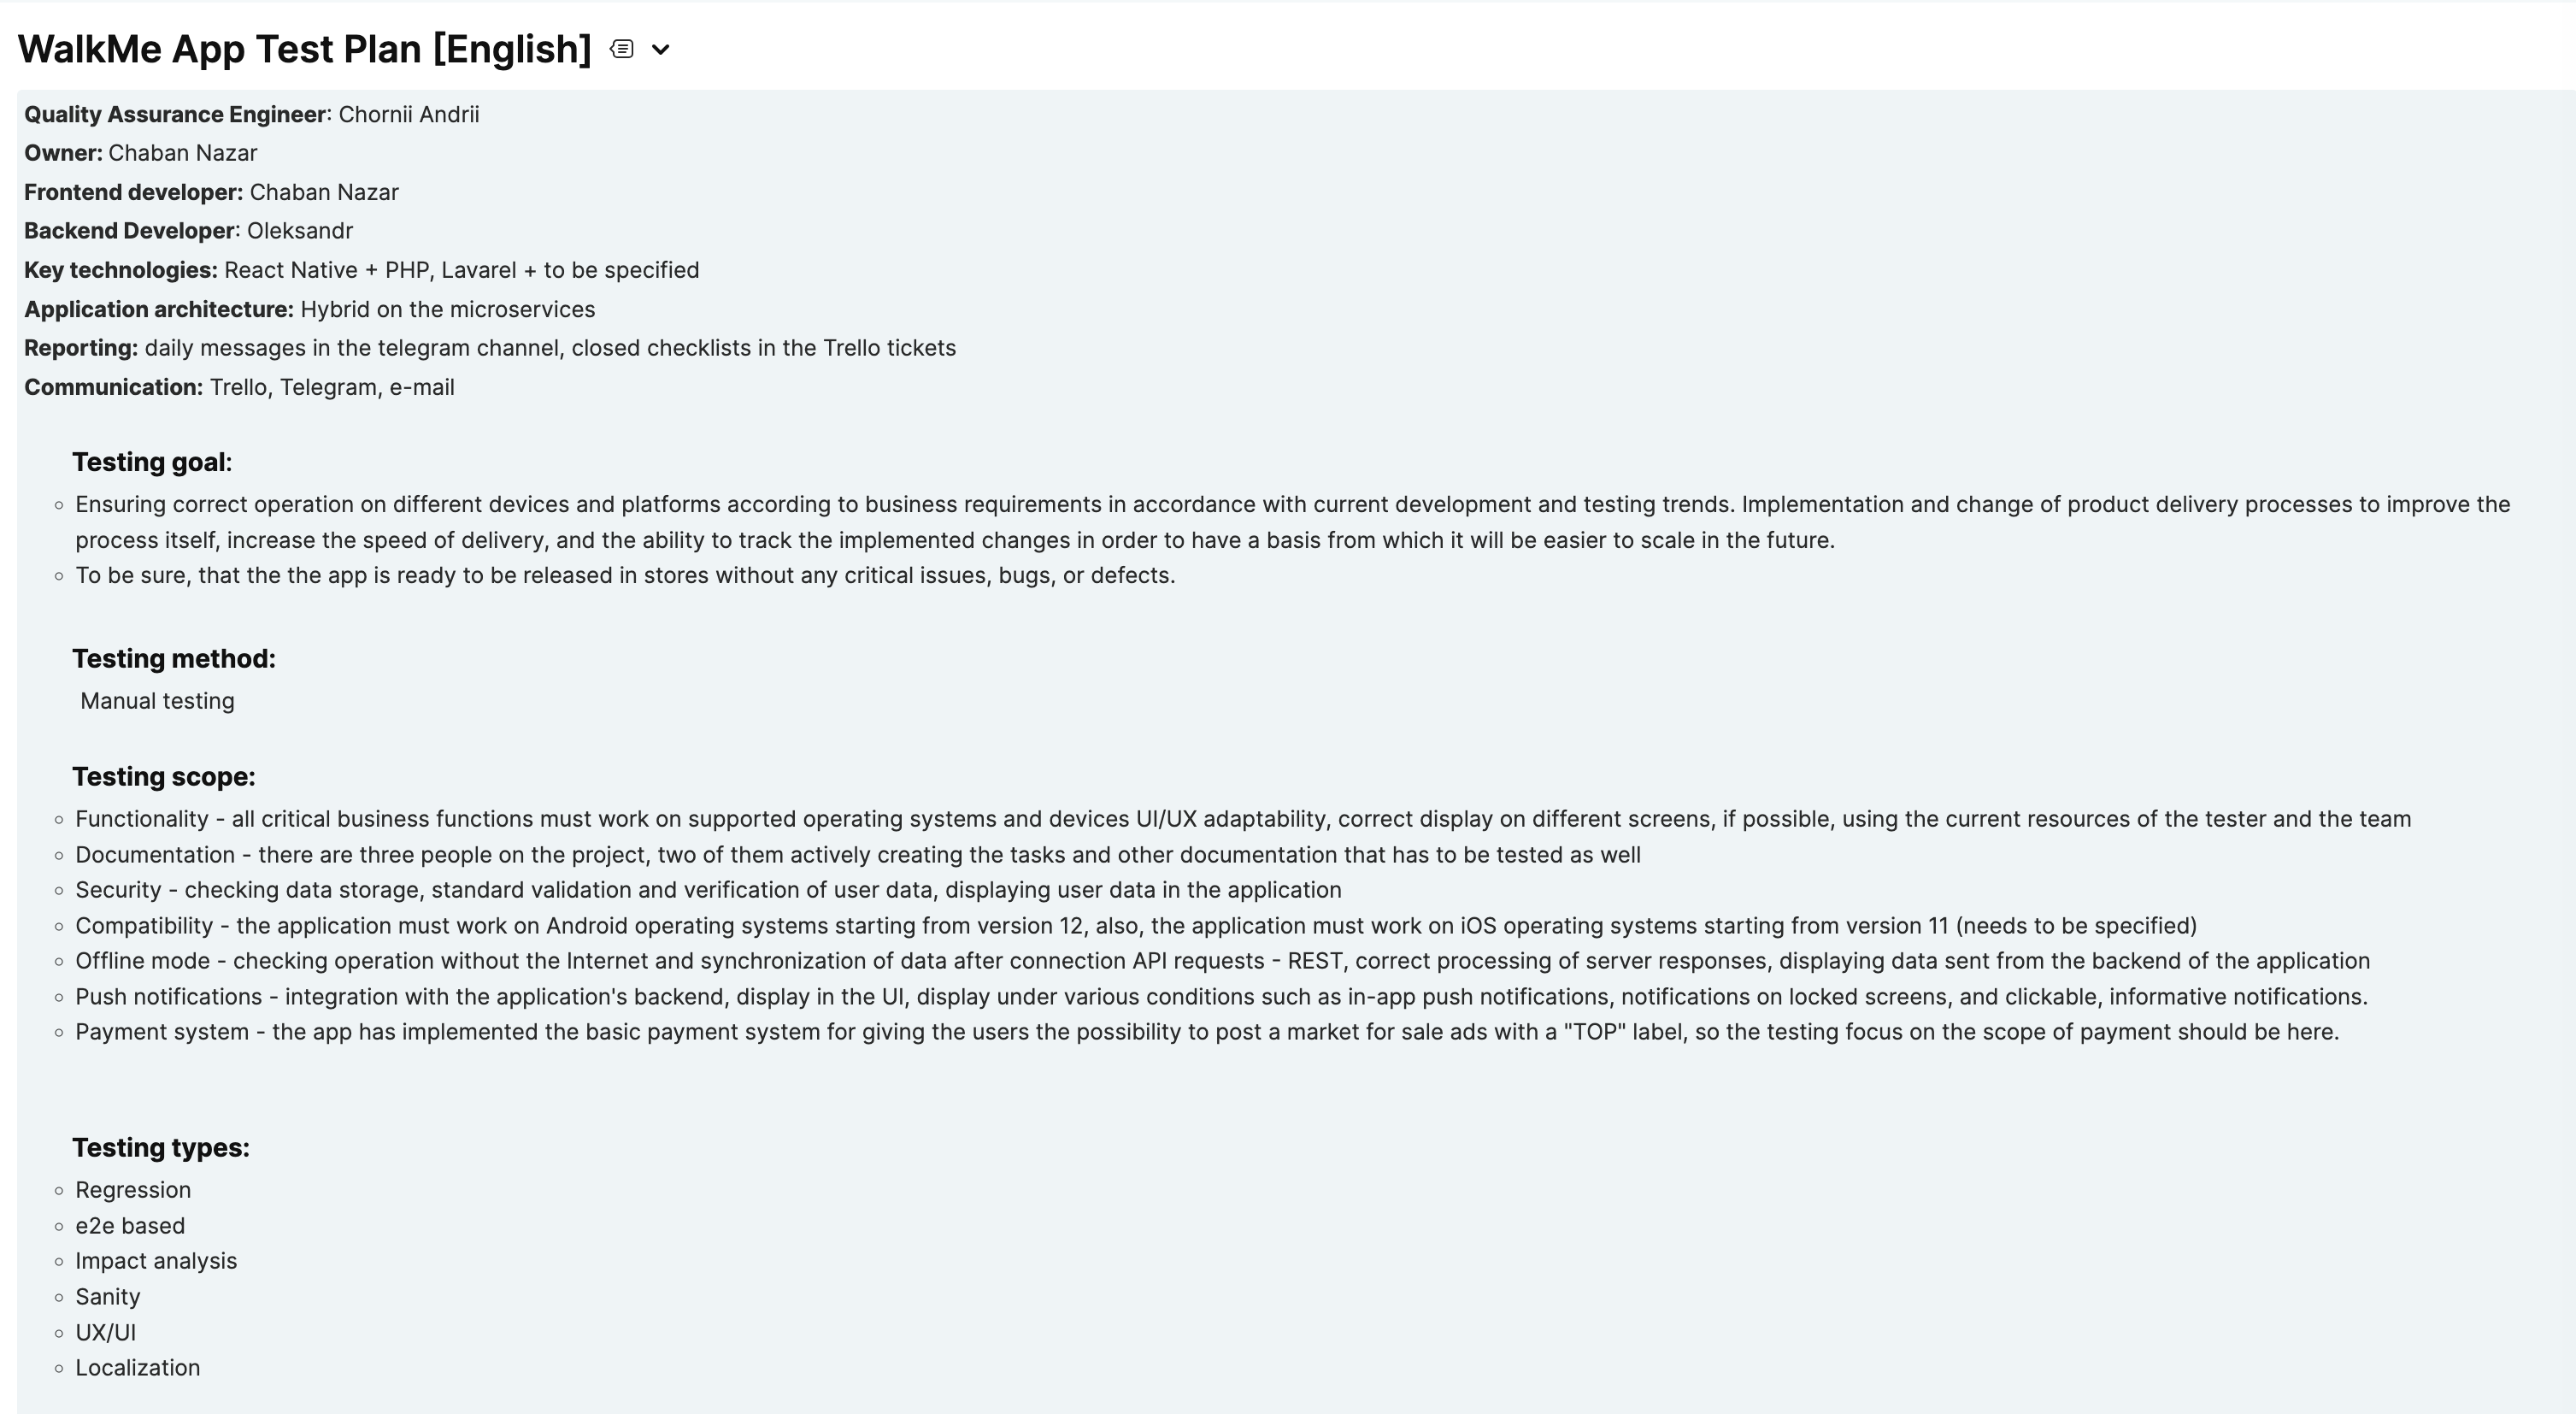 WalkMe App Test Plan [English]
Quality Assurance Engineer: Chornii Andrii
Owner: Chaban Nazar
Frontend developer: Chaban Nazar
Backend Developer: Oleksandr
Key technologies: React Native + PHP, Lavarel + to be specified
Application architecture: Hybrid on the microservices
Reporting: daily messages in the telegram channel, closed checklists in the Trello tickets
Communication: Trello, Telegram, e-mail
Testing goal:
Ensuring correct operation on different devices and platforms according to business requirements in accordance with current development and testing trends. Implementation and change of product delivery processes to improve the
process itself, increase the speed of delivery, and the ability to track the implemented changes in order to have a basis from which it will be easier to scale in the future.
To be sure, that the the app is ready to be released in stores without any critical issues, bugs, or defects.
Testing method:
Manual testing
Testing scope:
Functionality - all critical business functions must work on supported operating systems and devices UI/UX adaptability, correct display on different screens, if possible, using the current resources of the tester and the team
Documentation - there are three people on the project, two of them actively creating the tasks and other documentation that has to be tested as well
Security - checking data storage, standard validation and verification of user data, displaying user data in the application
Compatibility - the application must work on Android operating systems starting from version 12, also, the application must work on iOS operating systems starting from version 11 (needs to be specified)
Offline mode - checking operation without the Internet and synchronization of data after connection API requests - REST, correct processing of server responses, displaying data sent from the backend of the application
Push notifications - integration with the application's backend, display in the UI, display under various conditions such as in-app push notifications, notifications on locked screens, and clickable, informative notifications.
Payment system - the app has implemented the basic payment system for giving the users the possibility to post a market for sale ads with a "TOP" label, so the testing focus on the scope of payment should be here.
Testing types:
Regression
e2e based
Impact analysis
Sanity
UX/UI
Localization